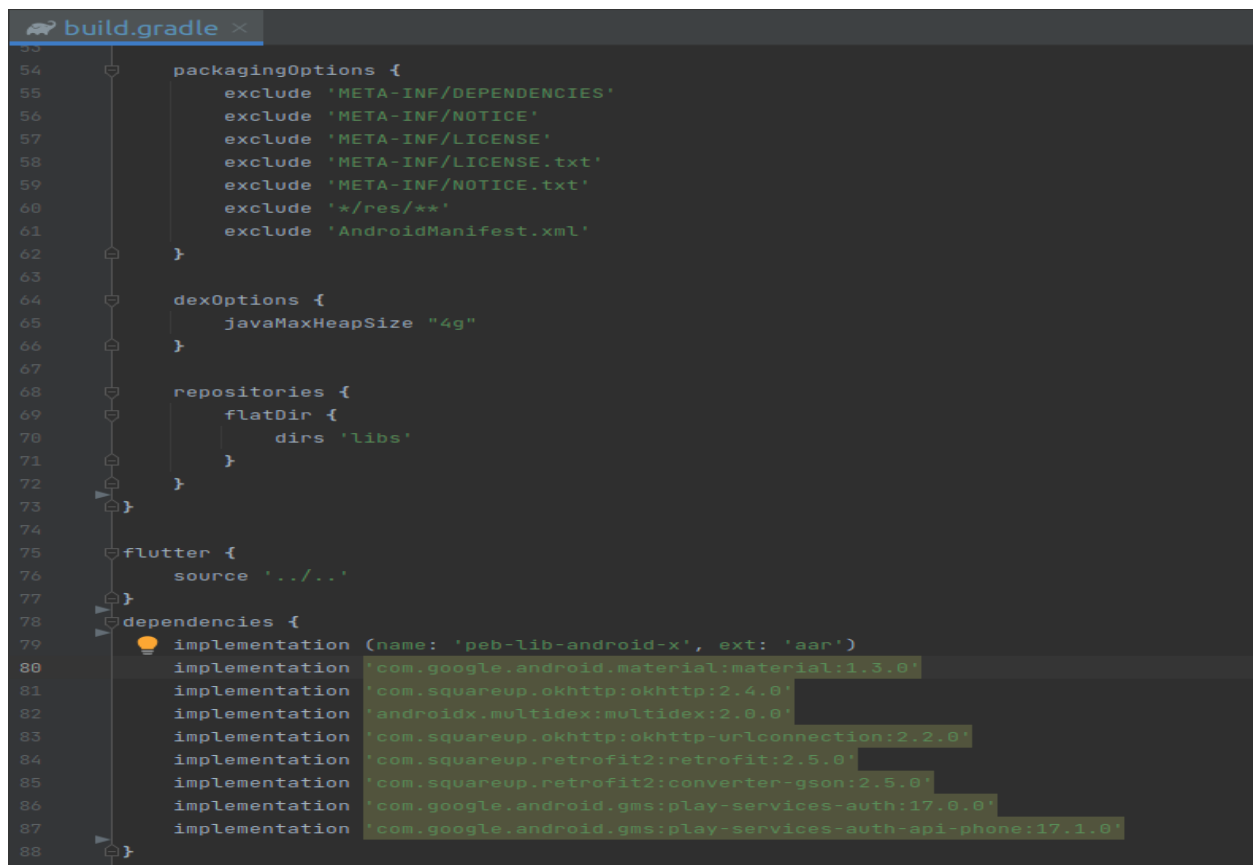 build.gradle ×
53
54 packagingOptions {
55 exclude 'META-INF/DEPENDENCIES'
56 exclude 'META-INF/NOTICE'
57 exclude 'META-INF/LICENSE'
58 exclude 'META-INF/LICENSE.txt'
59 exclude 'META-INF/NOTICE.txt'
60 exclude '*/res/**'
61 exclude 'AndroidManifest.xml'
62 }
63
64 dexOptions {
65 javaMaxHeapSize "4g"
66 }
67
68 repositories {
69 flatDir {
70 dirs 'libs'
71 }
72 }
73 }
74
75 flutter {
76 source '../..'
77 }
78 dependencies {
79 implementation (name: 'peb-lib-android-x', ext: 'aar')
80 implementation 'com.google.android.material:material:1.3.0'
81 implementation 'com.squareup.okhttp:okhttp:2.4.0'
82 implementation 'androidx.multidex:multidex:2.0.0'
83 implementation 'com.squareup.okhttp:okhttp-urlconnection:2.2.0'
84 implementation 'com.squareup.retrofit2:retrofit:2.5.0'
85 implementation 'com.squareup.retrofit2:converter-gson:2.5.0'
86 implementation 'com.google.android.gms:play-services-auth:17.0.0'
87 implementation 'com.google.android.gms:play-services-auth-api-phone:17.1.0'
88 }